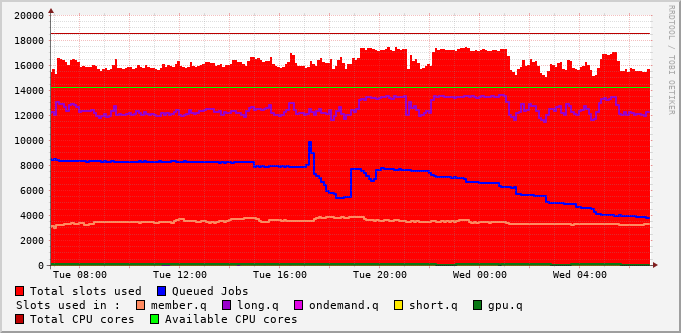 20000
18000
16000
14000
12000
10000
8000
6000
4000
2000
0
Tue 08:00 Tue 12:00 Tue 16:00 Tue 20:00 Wed 00:00 Wed 04:00
RRDTOOL / TOBI OETIKER
Total slots used Queued Jobs
Slots used in : member.q long.q ondemand.q short.q gpu.q
Total CPU cores Available CPU cores